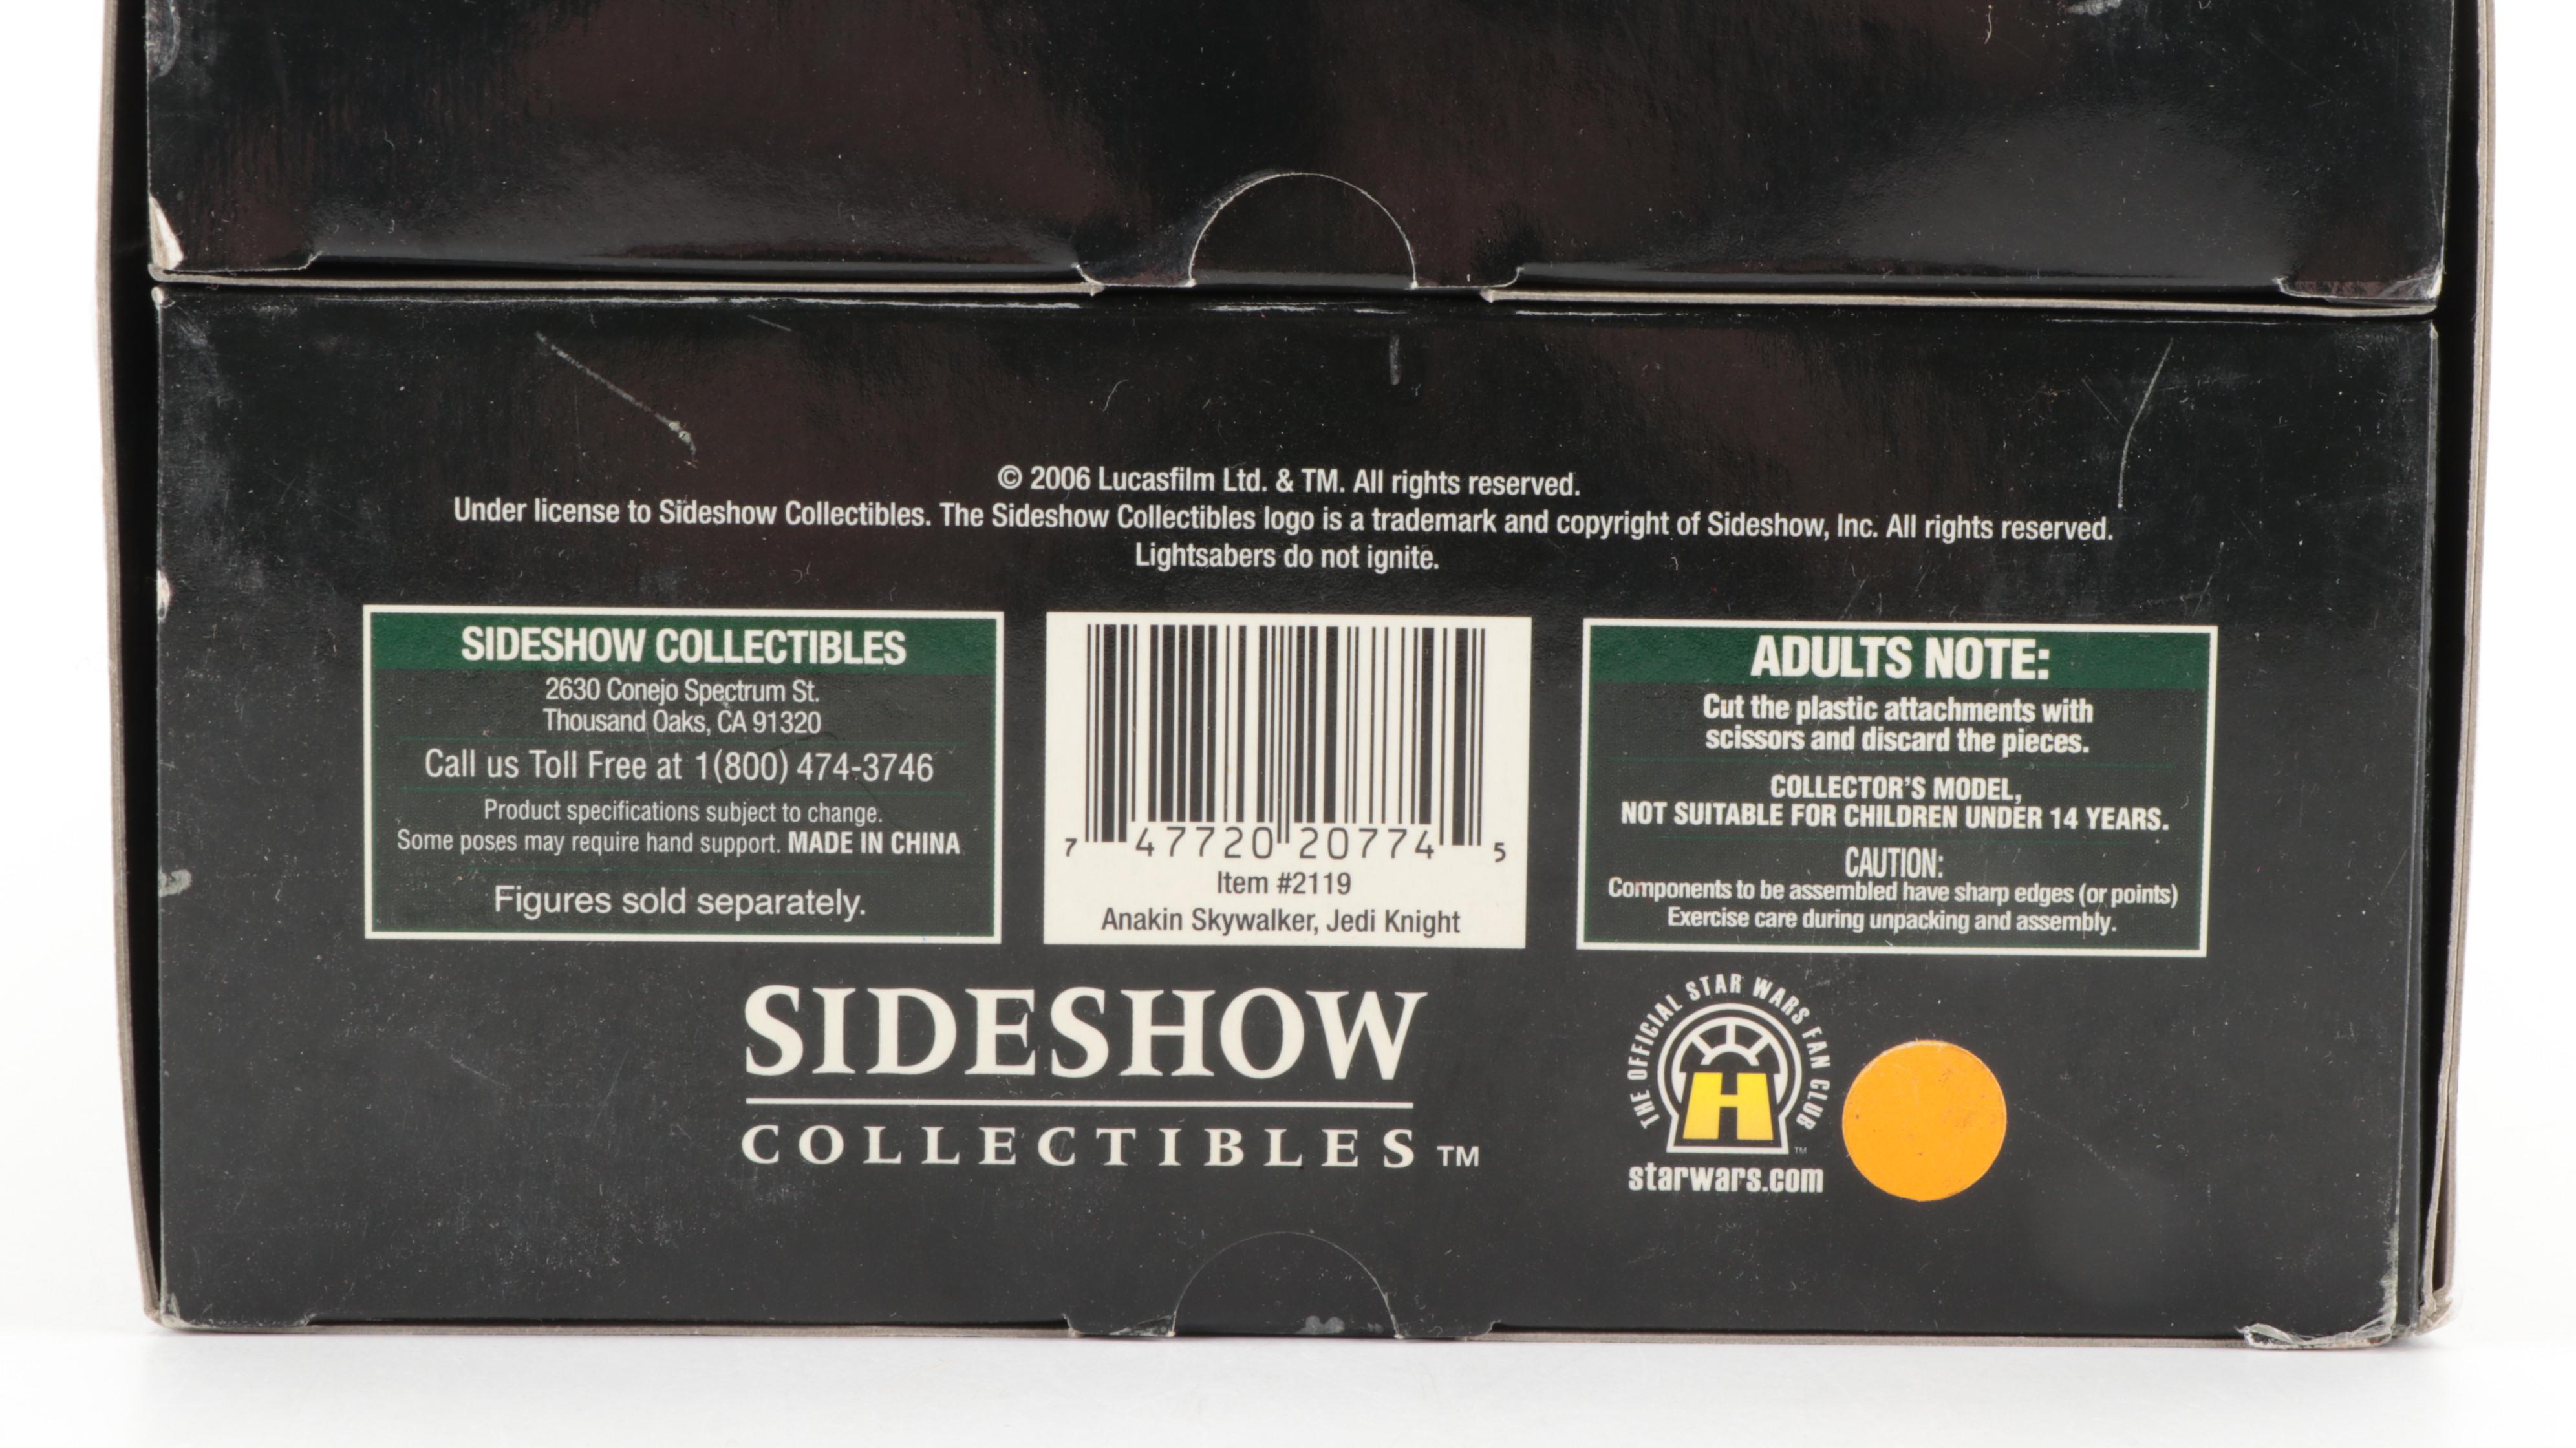 © 2006 Lucasfilm Ltd. & TM. All rights reserved.
Under license to Sideshow Collectibles. The Sideshow Collectibles logo is a trademark and copyright of Sideshow, Inc. All rights reserved.
Lightsabers do not ignite.
SIDESHOW COLLECTIBLES
2630 Conejo Spectrum St.
Thousand Oaks, CA 91320
Call us Toll Free at 1(800) 474-3746
Product specifications subject to change.
Some poses may require hand support. MADE IN CHINA
Figures sold separately.
7 47720 20774 5
Item #2119
Anakin Skywalker, Jedi Knight
ADULTS NOTE:
Cut the plastic attachments with
scissors and discard the pieces.
COLLECTOR'S MODEL,
NOT SUITABLE FOR CHILDREN UNDER 14 YEARS.
CAUTION:
Components to be assembled have sharp edges (or points)
Exercise care during unpacking and assembly.
SIDESHOW
COLLECTIBLES TM
THE OFFICIAL STAR WARS FAN CLUB
H TM
starwars.com